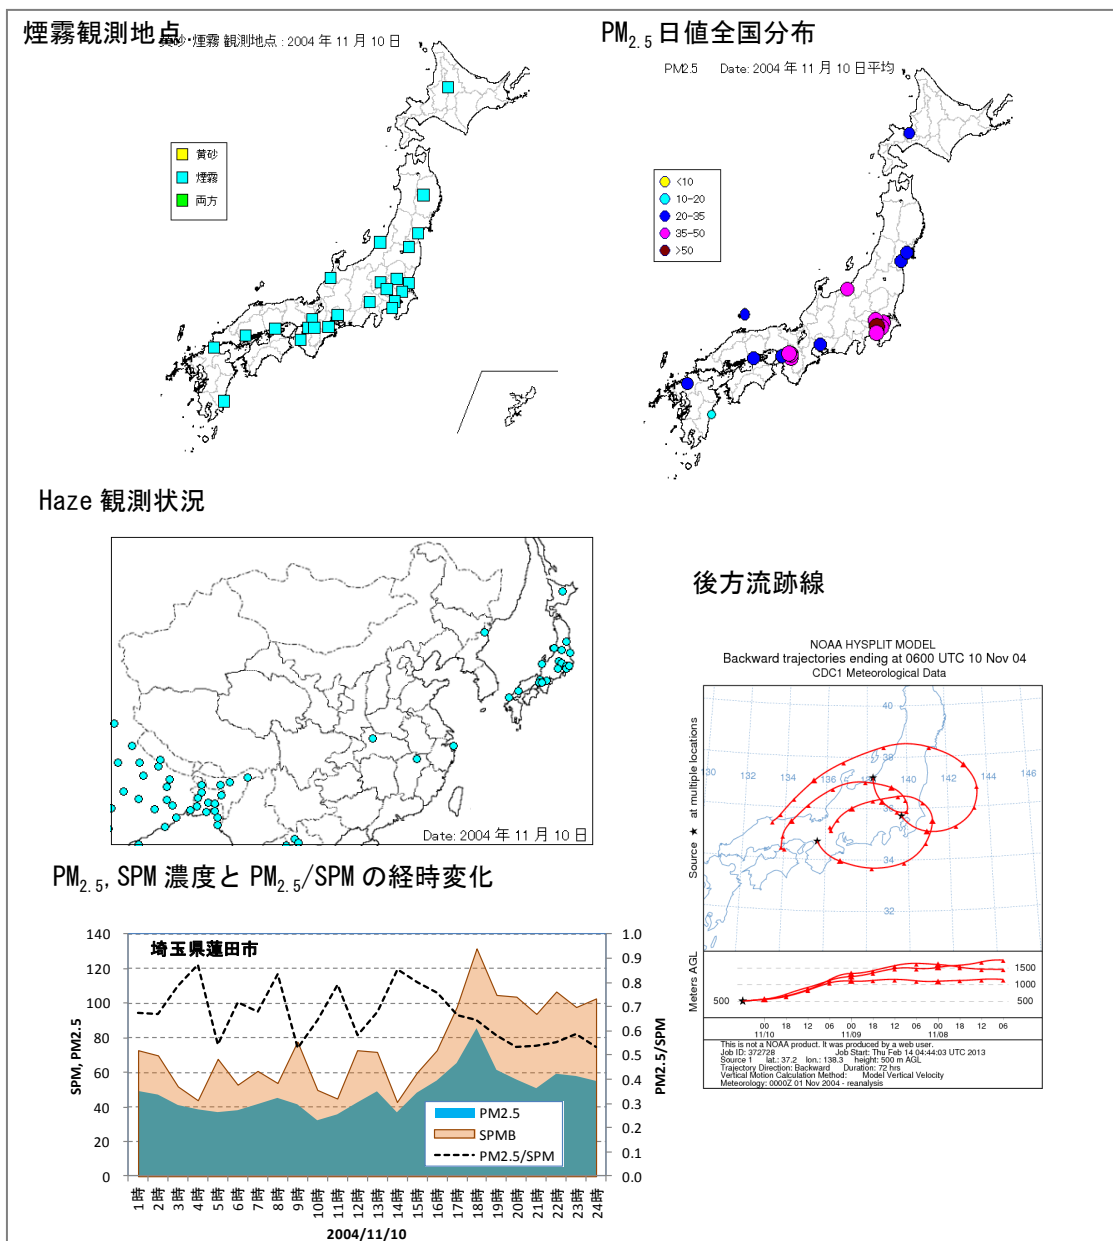 煙霧観測地点
黄砂・煙霧 観測地点 : 2004 年 11 月 10 日
黄砂
煙霧
両方
PM2.5 日値全国分布
PM2.5 Date: 2004 年 11 月 10 日平均
<10
10-20
20-35
35-50
>50
Haze 観測状況
Date: 2004 年 11 月 10 日
後方流跡線
NOAA HYSPLIT MODEL
Backward trajectories ending at 0600 UTC 10 Nov 04
CDC1 Meteorological Data
Source ★ at multiple locations
40
38
36
34
32
130 132 134 136 138 140 142 144 146
Meters AGL
500
1500
1000
500
00 18 12 06 00 18 12 06 00 18 12 06
11/10 11/09 11/08
This is not a NOAA product. It was produced by a web user.
Job ID: 372728 Job Start: Thu Feb 14 04:44:03 UTC 2013
Source 1 lat.: 37.2 lon.: 138.3 height: 500 m AGL
Trajectory Direction: Backward Duration: 72 hrs
Vertical Motion Calculation Method: Model Vertical Velocity
Meteorology: 0000Z 01 Nov 2004 - reanalysis
PM2.5, SPM 濃度と PM2.5/SPM の経時変化
埼玉県蓮田市
SPM, PM2.5
140
120
100
80
60
40
20
0
PM2.5/SPM
1.0
0.9
0.8
0.7
0.6
0.5
0.4
0.3
0.2
0.1
0.0
PM2.5
SPMB
PM2.5/SPM
1時 2時 3時 4時 5時 6時 7時 8時 9時 10時 11時 12時 13時 14時 15時 16時 17時 18時 19時 20時 21時 22時 23時 24時
2004/11/10